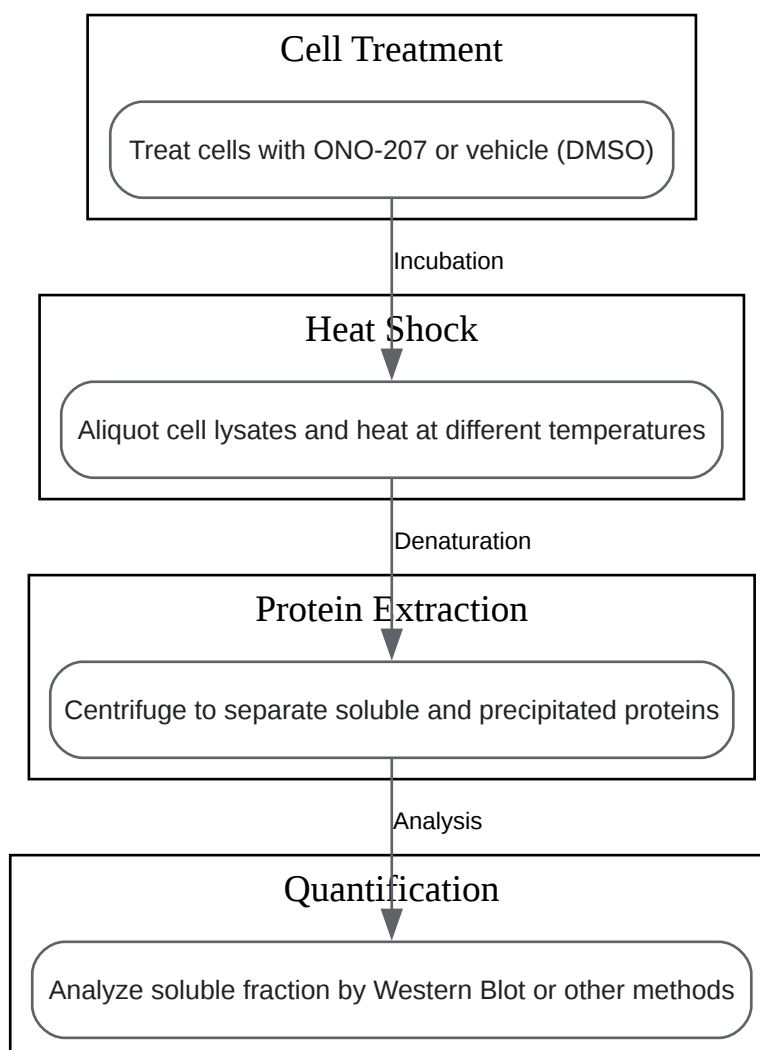 Cell Treatment
Treat cells with ONO-207 or vehicle (DMSO)
Incubation
Heat Shock
Aliquot cell lysates and heat at different temperatures
Denaturation
Protein Extraction
Centrifuge to separate soluble and precipitated proteins
Analysis
Quantification
Analyze soluble fraction by Western Blot or other methods